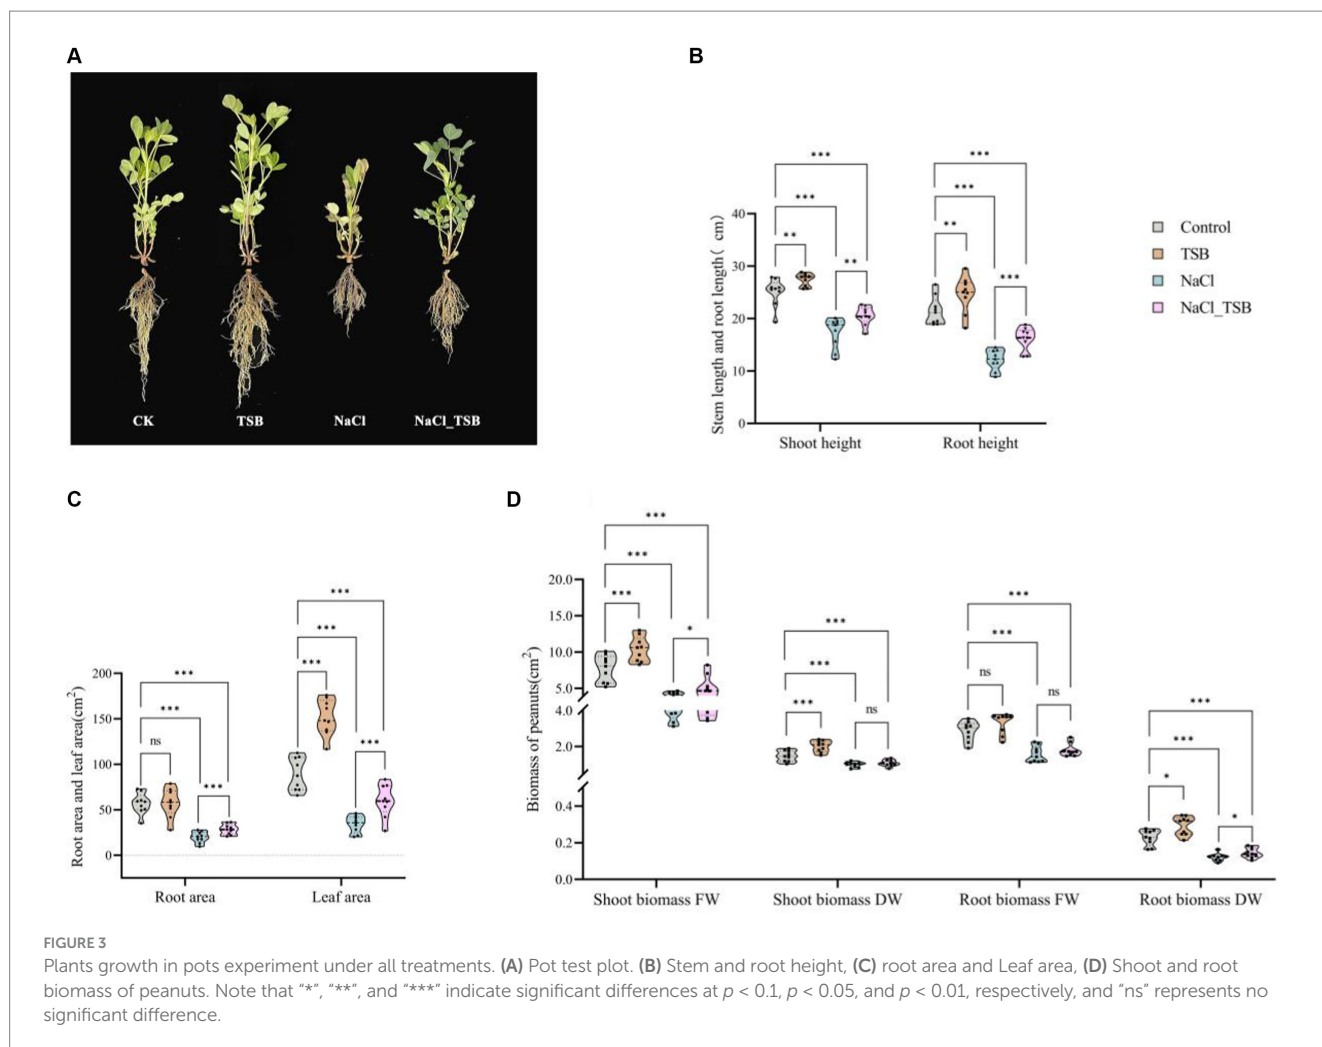 A
CK
TSB
NaCl
NaCl_TSB
B
Stem length and root length( cm)
40
30
20
10
0
***
***
**
**
***
***
**
***
Shoot height
Root height
Control
TSB
NaCl
NaCl_TSB
C
Root area and leaf area(cm²)
200
150
100
50
0
***
***
ns
***
***
***
***
***
Root area
Leaf area
D
Biomass of peanuts(cm²)
20.0
15.0
10.0
5.0
4.0
2.0
0.4
0.2
0.0
***
***
***
*
***
***
***
ns
***
***
ns
ns
***
***
*
*
Shoot biomass FW
Shoot biomass DW
Root biomass FW
Root biomass DW
FIGURE 3
Plants growth in pots experiment under all treatments. (A) Pot test plot. (B) Stem and root height, (C) root area and Leaf area, (D) Shoot and root
biomass of peanuts. Note that “*”, “**”, and “***” indicate significant differences at p < 0.1, p < 0.05, and p < 0.01, respectively, and “ns” represents no
significant difference.